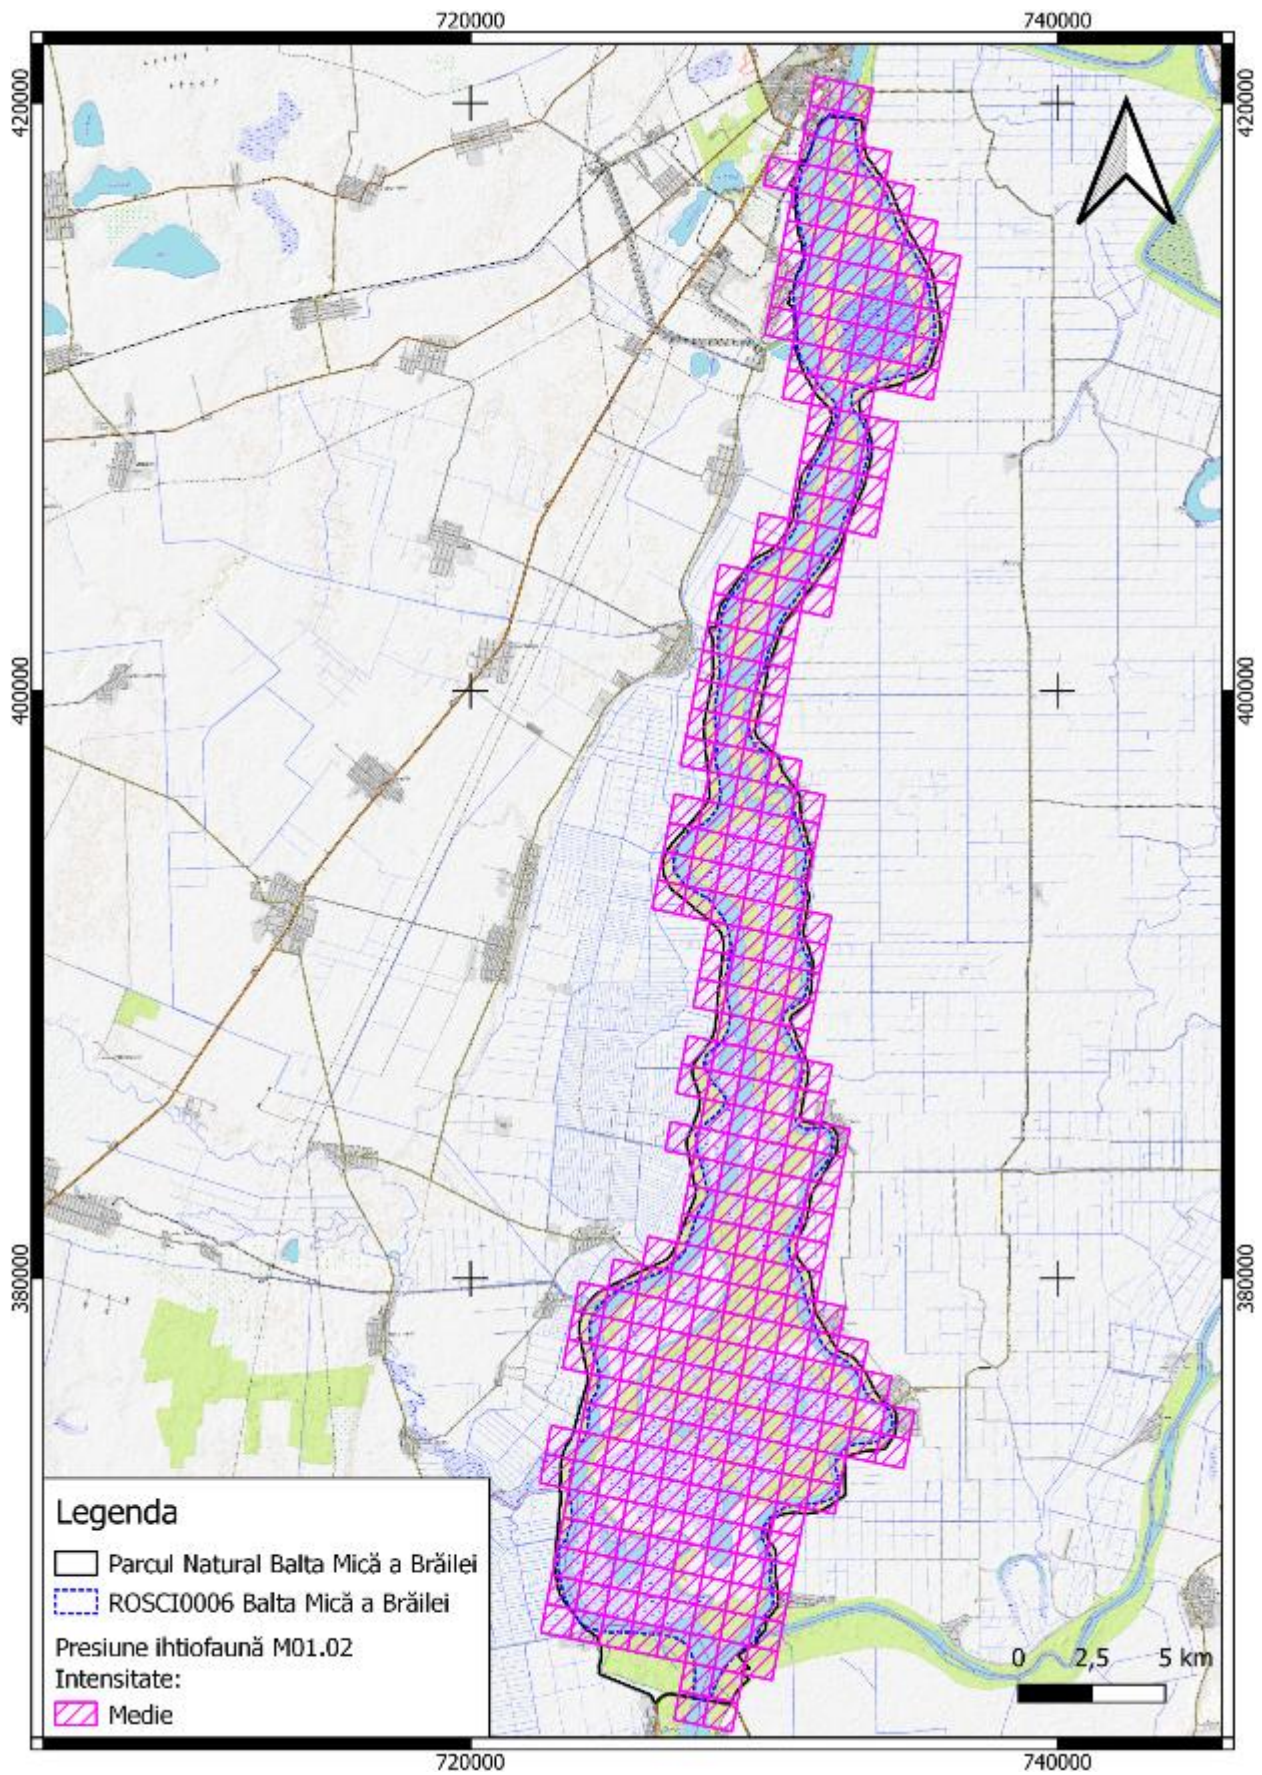 720000
740000
420000
420000
400000
400000
380000
380000
Legenda
Parcul Natural Balta Mică a Brăilei
ROSCI0006 Balta Mică a Brăilei
Presiune ihtiofaună M01.02
Intensitate:
Medie
0 2,5 5 km
720000
740000